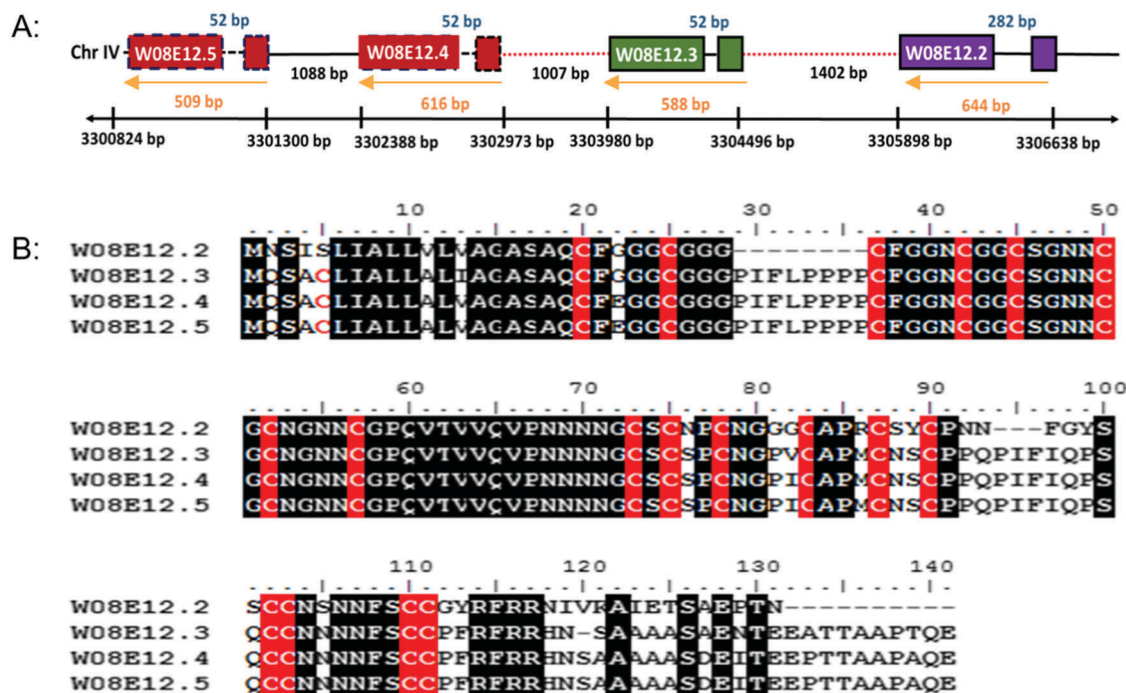 A:
52 bp 52 bp 52 bp 282 bp
Chr IV W08E12.5 W08E12.4 W08E12.3 W08E12.2
1088 bp 1007 bp 1402 bp
509 bp 616 bp 588 bp 644 bp
3300824 bp 3301300 bp 3302388 bp 3302973 bp 3303980 bp 3304496 bp 3305898 bp 3306638 bp
B:
10 20 30 40 50
W08E12.2 MNSISLIALLVLVAGASAQCFGGGCGGG--------CFGGNCGGCSGNNC
W08E12.3 MQSACLIALLALIAGASAQCFGGGCGGGPIFLPPPPCFGGNCGGCSGNNC
W08E12.4 MQSACLIALLALVAGASAQCFEGGCGGGPIFLPPPPCFGGNCGGCSGNNC
W08E12.5 MQSACLIALLALVAGASAQCFEGGCGGGPIFLPPPPCFGGNCGGCSGNNC
60 70 80 90 100
W08E12.2 GCNGNNCGPQVTVVQVPNNNNGCSCNPCNGGGCAPRCSYCPNN---FGYS
W08E12.3 GCNGNNCGPQVTVVQVPNNNNGCSCSPCNGPVCAPMCNSCPPQPIFIQPS
W08E12.4 GCNGNNCGPQVTVVQVPNNNNGCSCSPCNGPICAPMCNSCPPQPIFIQPS
W08E12.5 GCNGNNCGPQVTVVQVPNNNNGCSCSPCNGPICAPMCNSCPPQPIFIQPS
110 120 130 140
W08E12.2 SCCNSNNFSCCGYRFRRNIVRAIETSAEPTN----------
W08E12.3 QCCNNNNFSCCPFRFRRHN-SAAAASAENTEEATTAAPTQE
W08E12.4 QCCNNNNFSCCPFRFRRHNSAAAAASDEITEEPTTAAPAQE
W08E12.5 QCCNNNNFSCCPFRFRRHNSAAAAASDEITEEPTTAAPAQE